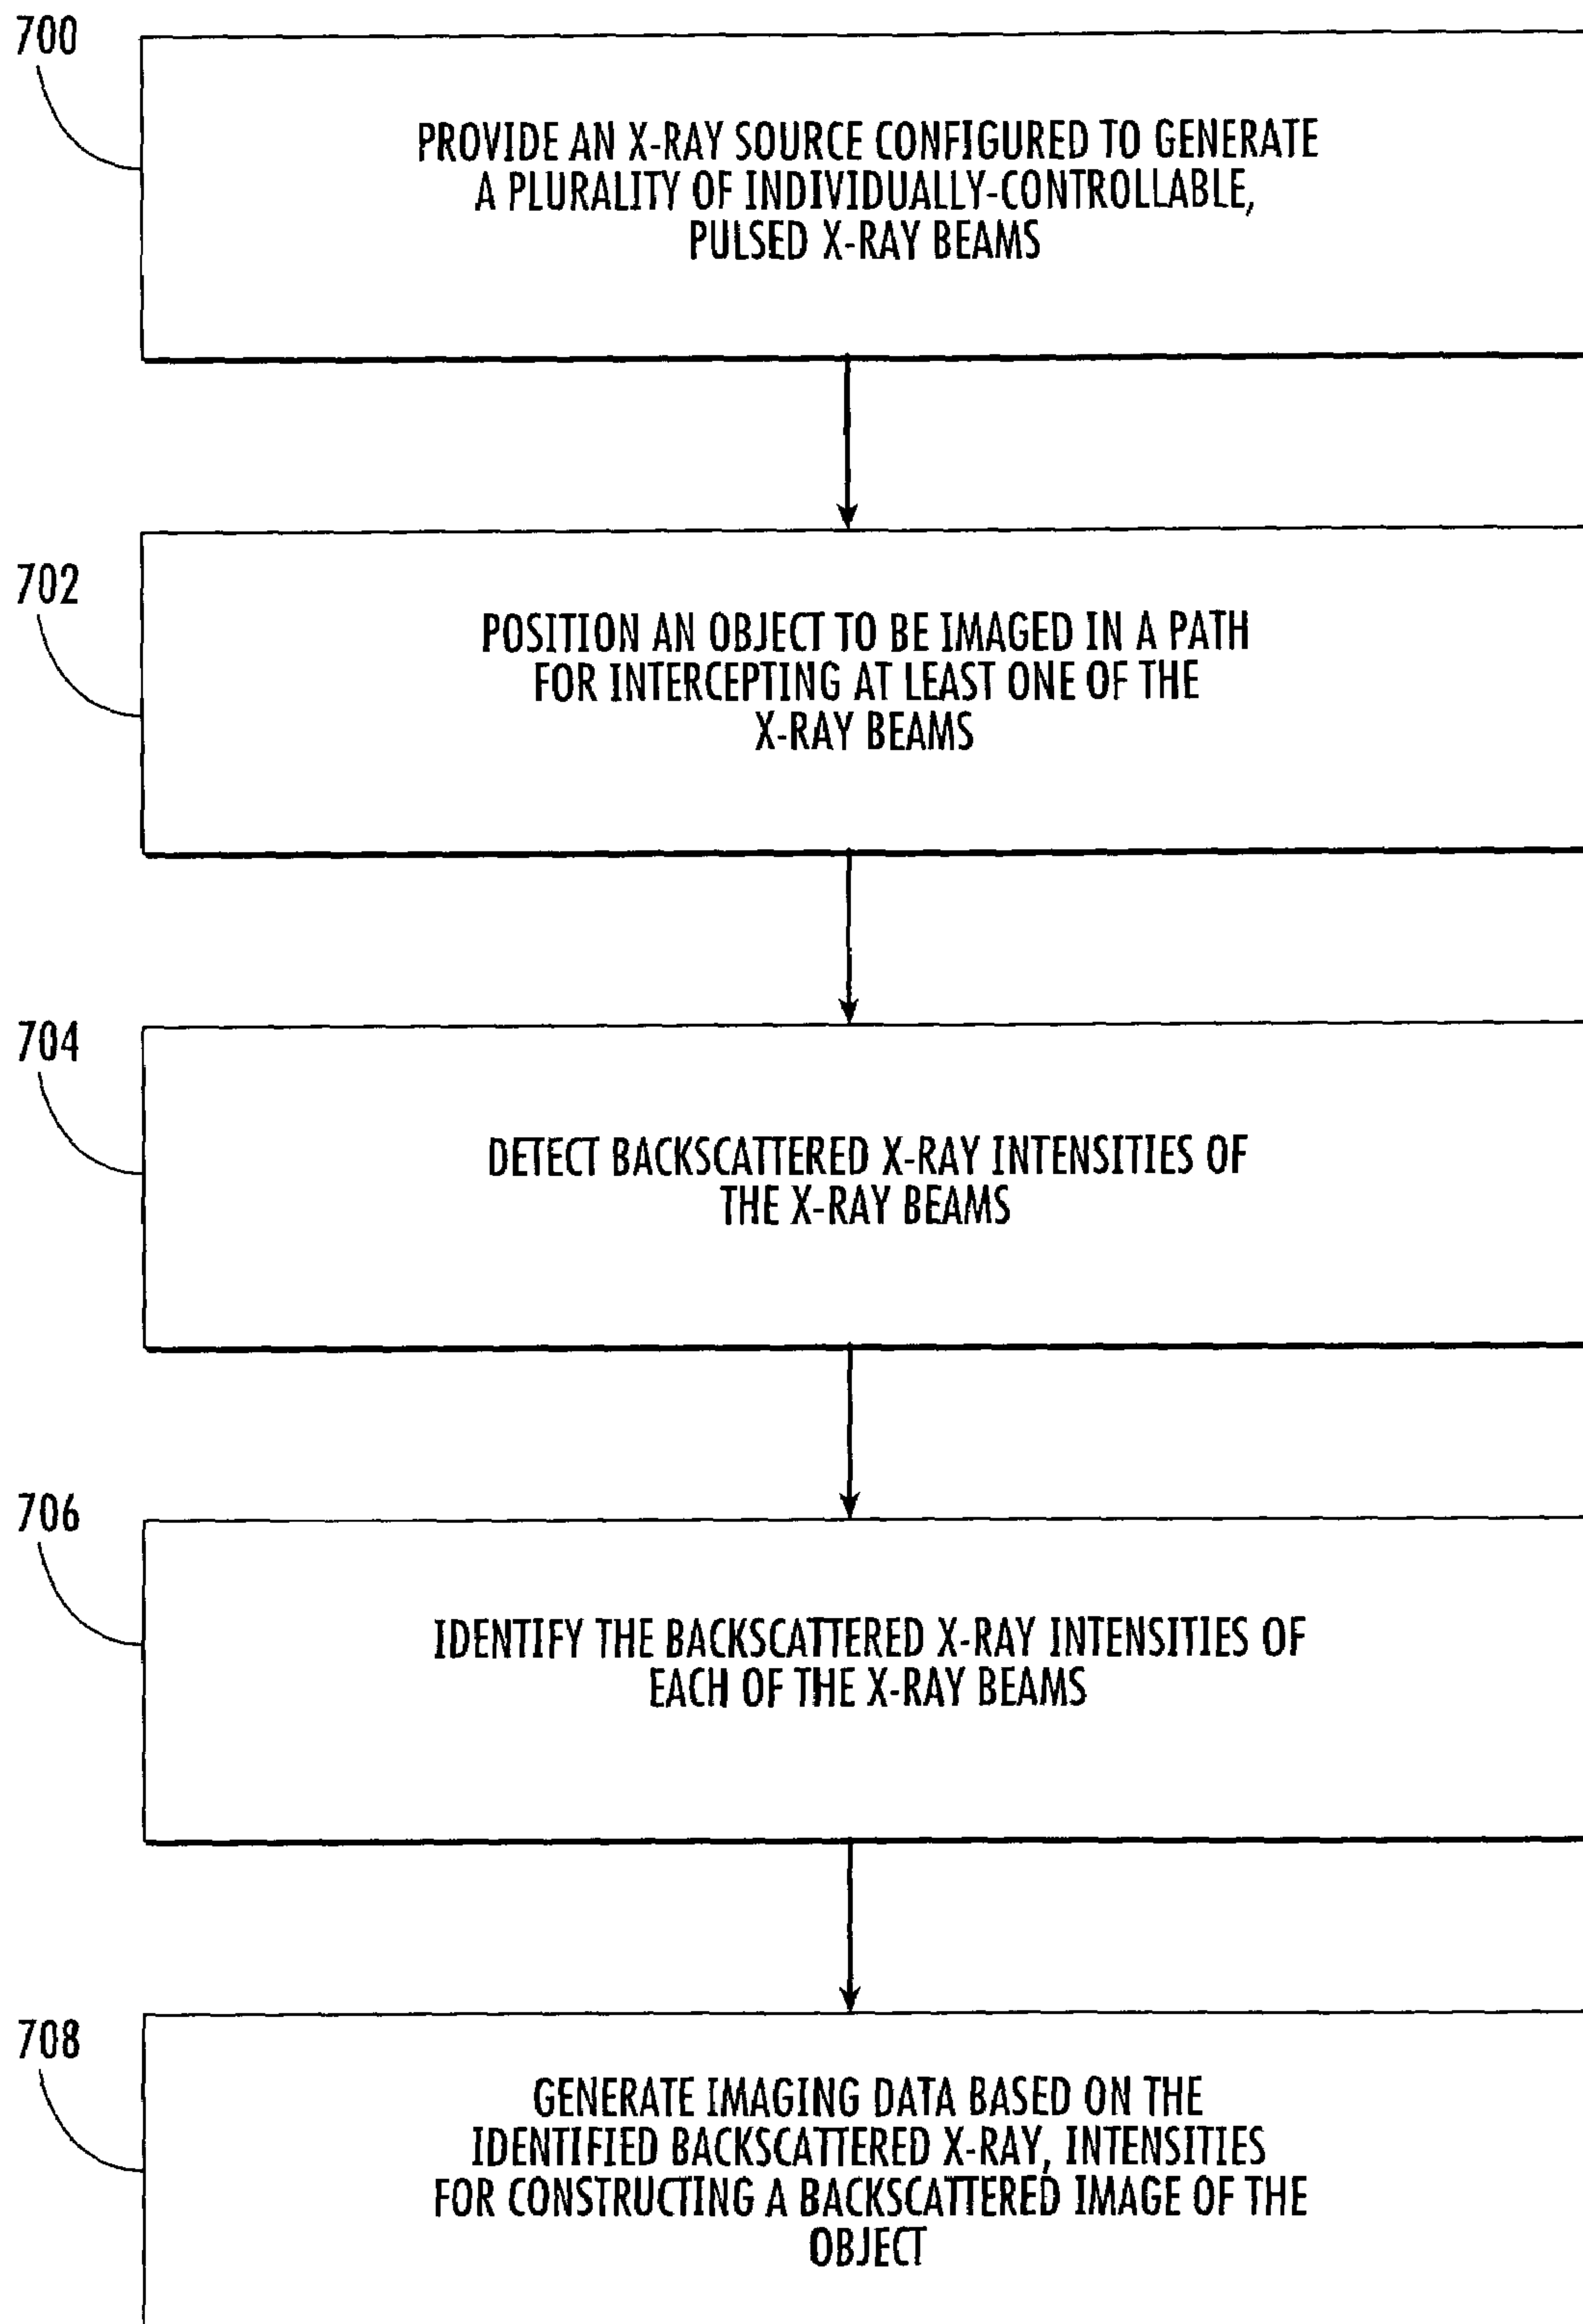 700
PROVIDE AN X-RAY SOURCE CONFIGURED TO GENERATE
A PLURALITY OF INDIVIDUALLY-CONTROLLABLE,
PULSED X-RAY BEAMS
702
POSITION AN OBJECT TO BE IMAGED IN A PATH
FOR INTERCEPTING AT LEAST ONE OF THE
X-RAY BEAMS
704
DETECT BACKSCATTERED X-RAY INTENSITIES OF
THE X-RAY BEAMS
706
IDENTIFY THE BACKSCATTERED X-RAY INTENSITIES OF
EACH OF THE X-RAY BEAMS
708
GENERATE IMAGING DATA BASED ON THE
IDENTIFIED BACKSCATTERED X-RAY, INTENSITIES
FOR CONSTRUCTING A BACKSCATTERED IMAGE OF THE
OBJECT